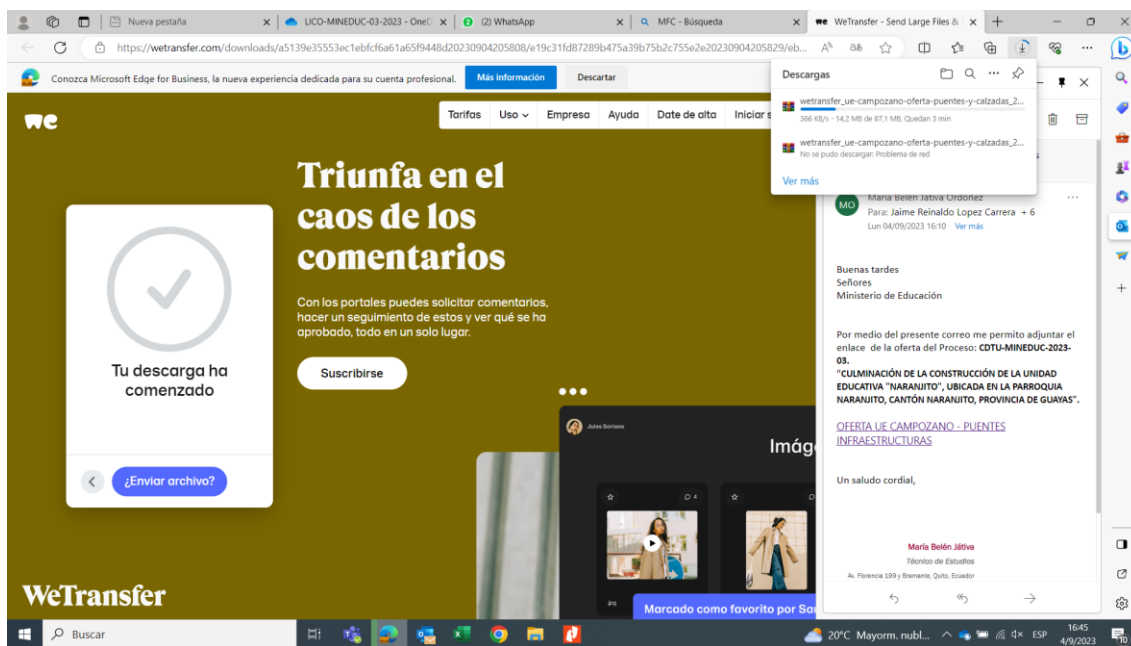 Nueva pestaña
LICO-MINEDUC-03-2023 - OneD
(2) WhatsApp
MFC - Búsqueda
WeTransfer - Send Large Files &
https://wetransfer.com/downloads/a5139e35553ec1ebfcf6a61a65f9448d20230904205808/e19c31fd87289b475a39b75b2c755e2e20230904205829/eb...
Conozca Microsoft Edge for Business, la nueva experiencia dedicada para su cuenta profesional.
Más información
Descartar
Descargas
wetransfer_ue-campozano-oferta-puentes-y-calzadas_2...
366 KB/s - 14,2 MB de 87,1 MB, Quedan 3 min
wetransfer_ue-campozano-oferta-puentes-y-calzadas_2...
No se pudo descargar: Problema de red
Ver más
we
Tarifas Uso Empresa Ayuda Date de alta Iniciar s
Triunfa en el
caos de los
comentarios
Con los portales puedes solicitar comentarios,
hacer un seguimiento de estos y ver qué se ha
aprobado, todo en un solo lugar.
Suscribirse
Tu descarga ha
comenzado
¿Enviar archivo?
Jules Soriano
Imág
4
jpg
Marcado como favorito por
WeTransfer
MO
María Belén Játiva Ordoñez
Para: Jaime Reinaldo Lopez Carrera + 6
Lun 04/09/2023 16:10 Ver más
Buenas tardes
Señores
Ministerio de Educación
Por medio del presente correo me permito adjuntar el
enlace de la oferta del Proceso: CDTU-MINEDUC-2023-
03.
"CULMINACIÓN DE LA CONSTRUCCIÓN DE LA UNIDAD
EDUCATIVA "NARANJITO", UBICADA EN LA PARROQUIA
NARANJITO, CANTÓN NARANJITO, PROVINCIA DE GUAYAS".
OFERTA UE CAMPOZANO - PUENTES
INFRAESTRUCTURAS
Un saludo cordial,
María Belén Játiva
Técnico de Estudios
Av. Florencia 199 y Bramante, Quito, Ecuador
Buscar
20°C Mayorm. nubl...
ESP
16:45
4/9/2023
10